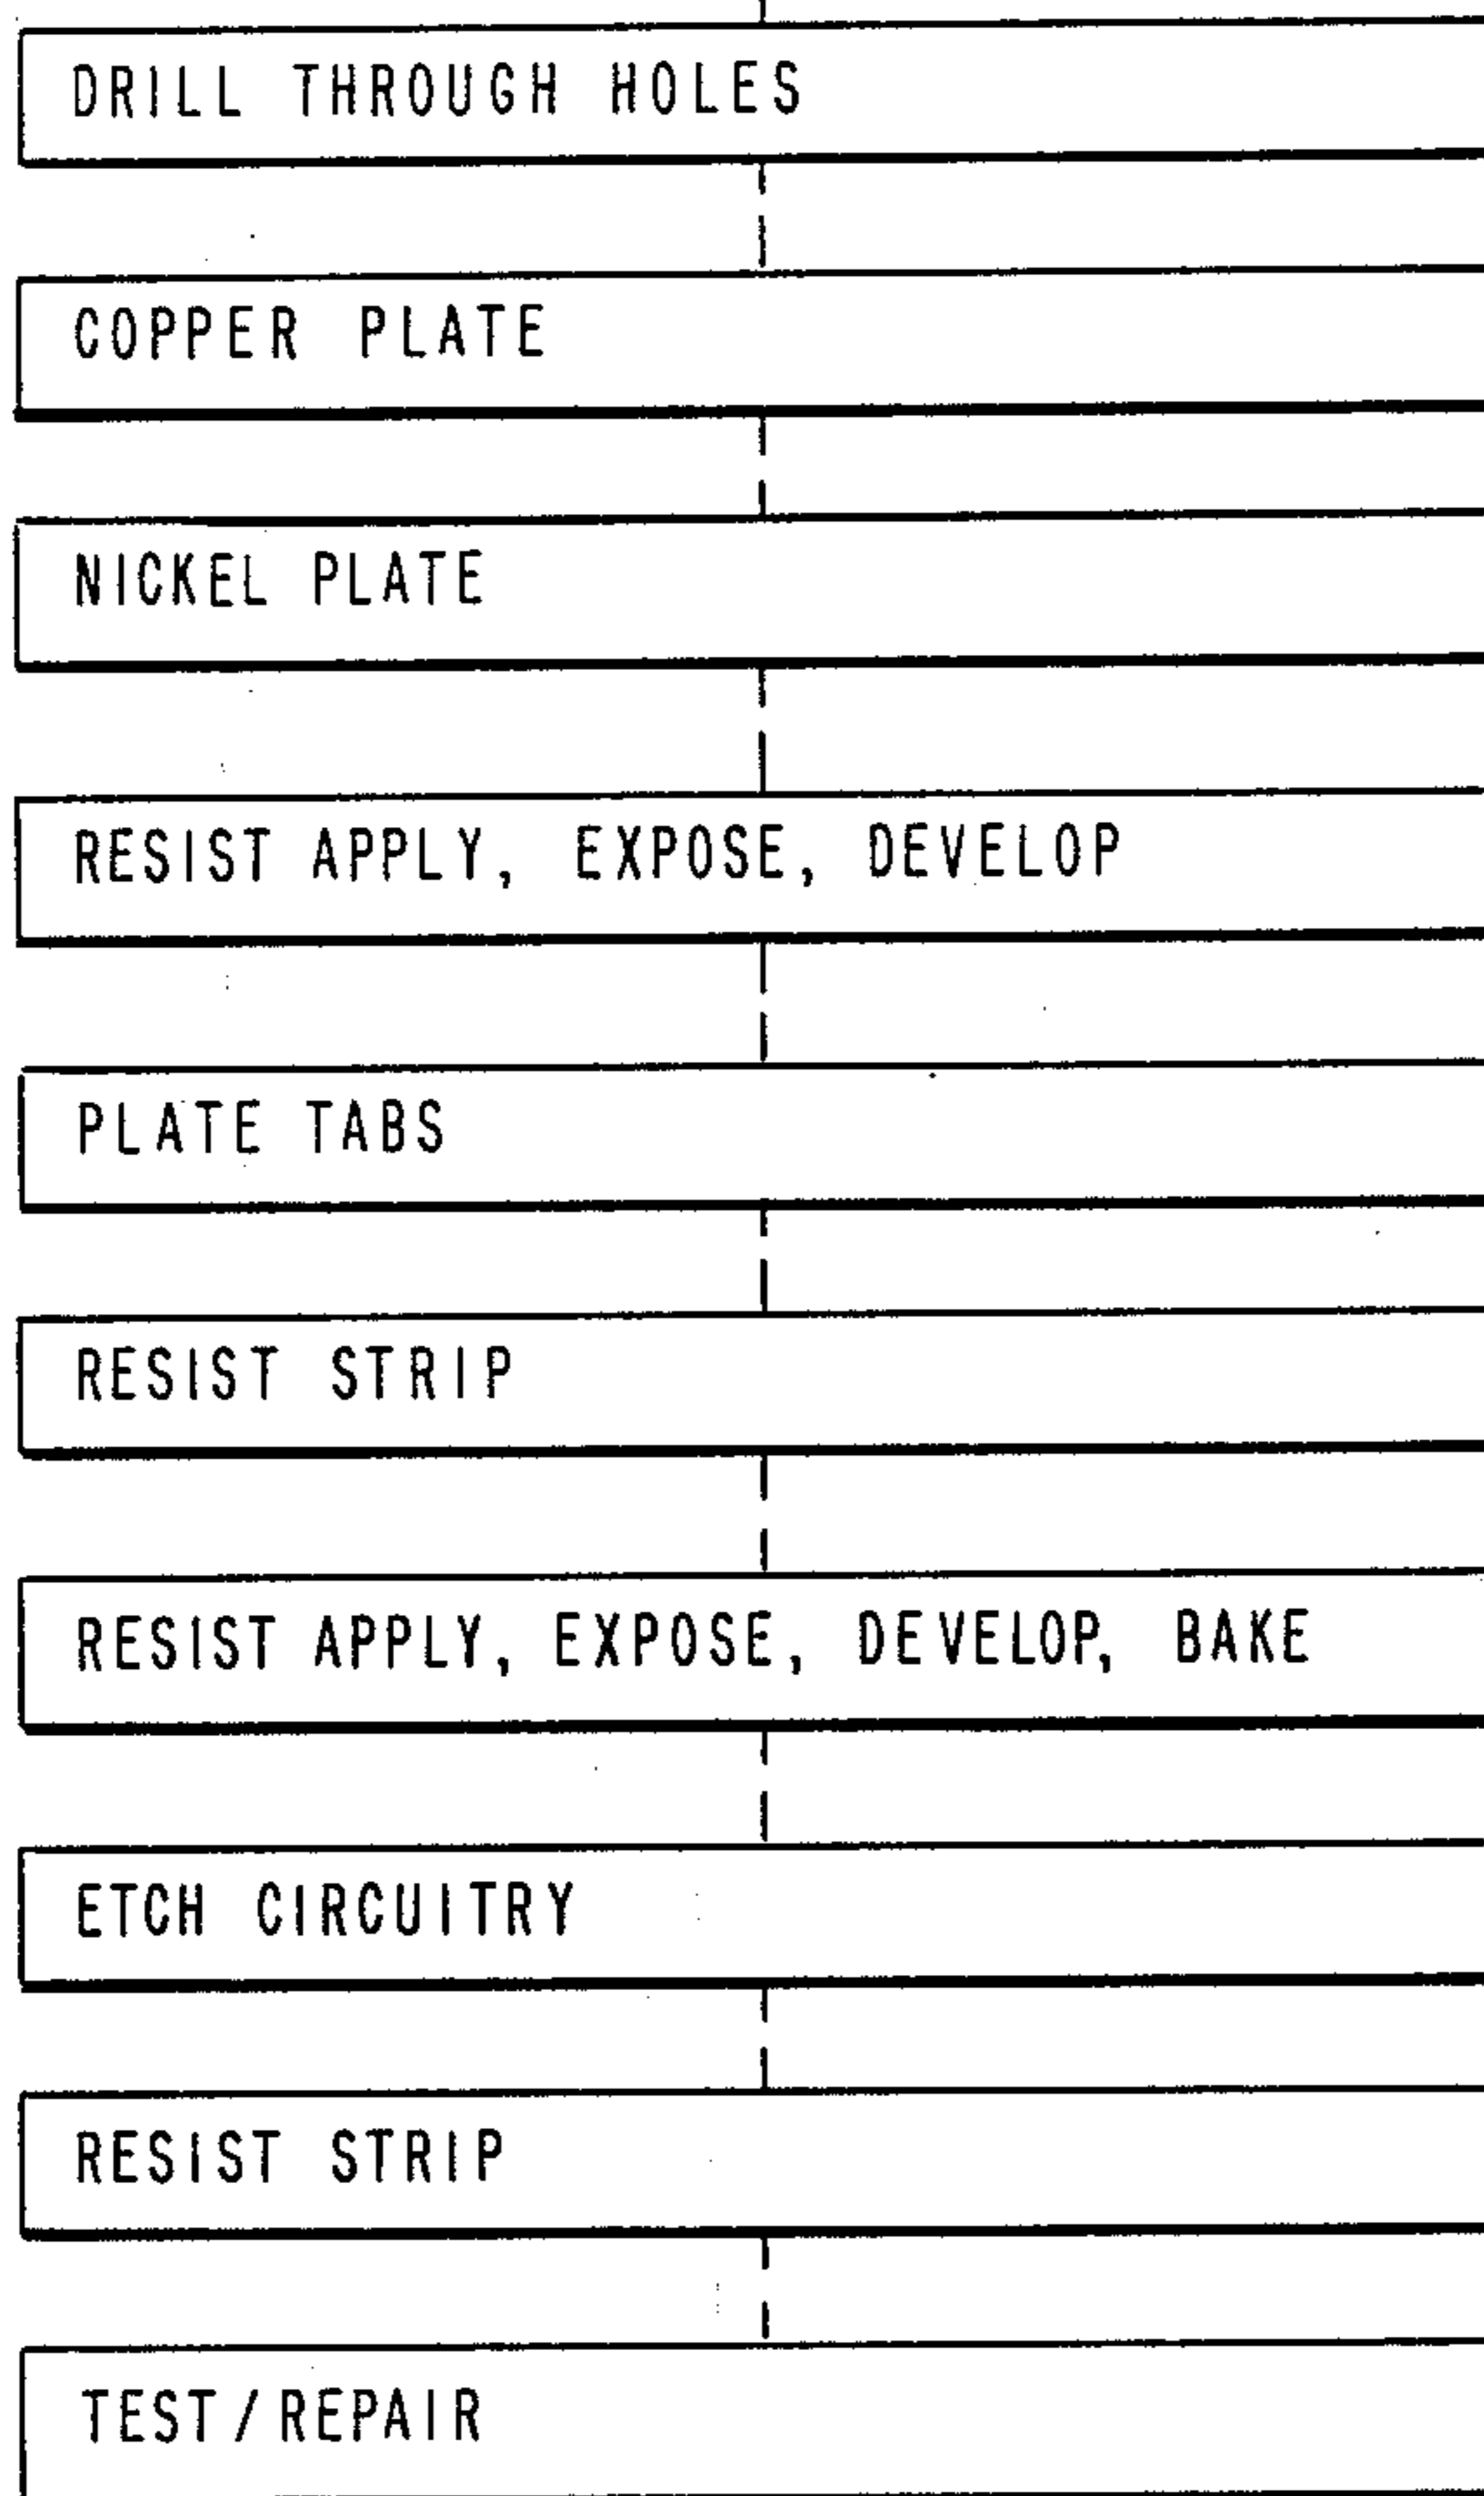 DRILL THROUGH HOLES
COPPER PLATE
NICKEL PLATE
RESIST APPLY, EXPOSE, DEVELOP
PLATE TABS
RESIST STRIP
RESIST APPLY, EXPOSE, DEVELOP, BAKE
ETCH CIRCUITRY
RESIST STRIP
TEST/REPAIR